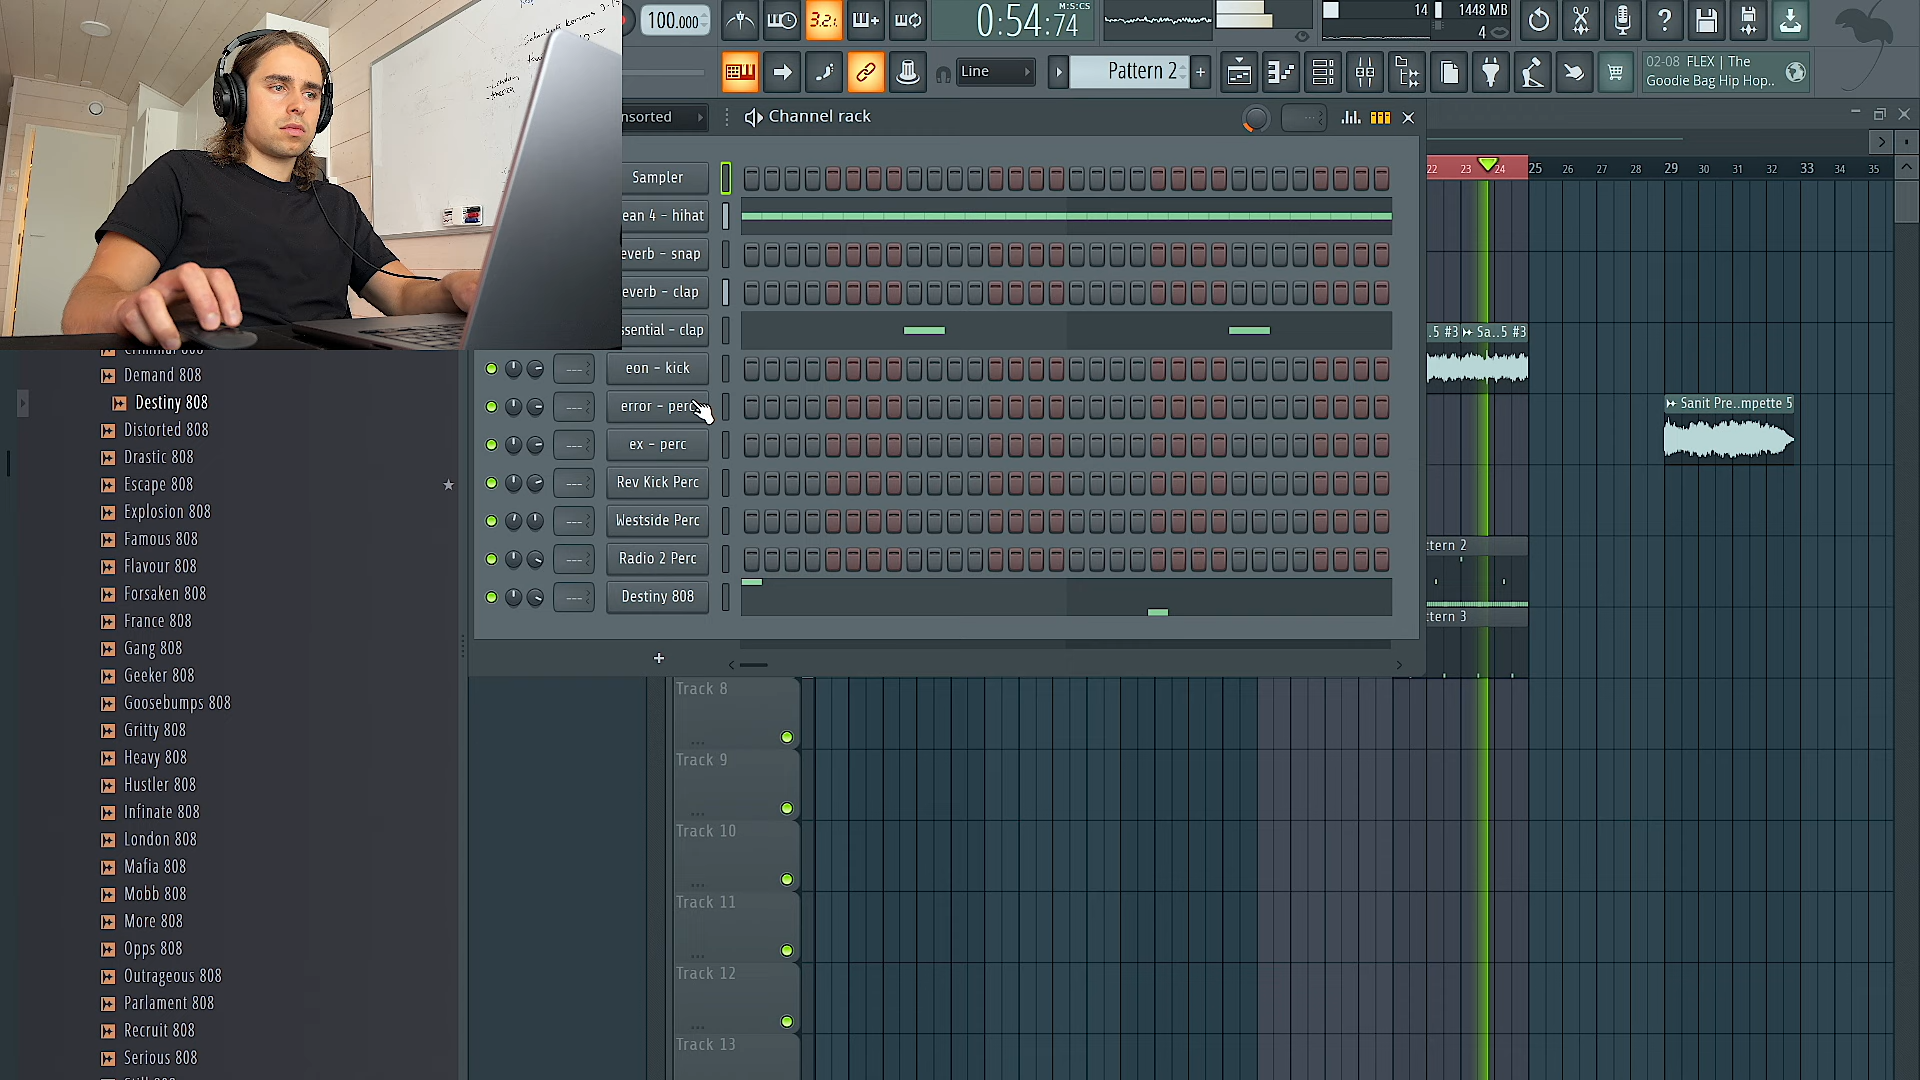 100.000
3.2.
0:54:74
M:S:CS
14
1448 MB
4
Line
Pattern 2
+
02-08 FLEX | The
Goodie Bag Hip Hop..
nsorted
Channel rack
Sampler
ean 4 - hihat
everb - snap
everb - clap
ssential - clap
eon - kick
error - perc
ex - perc
Rev Kick Perc
Westside Perc
Radio 2 Perc
Destiny 808
+
22 23 24 25 26 27 28 29 30 31 32 33 34 35
.5 #3 Sa..5 #3
Sanit Pre..mpette 5
ttern 2
ttern 3
Demand 808
Destiny 808
Distorted 808
Drastic 808
Escape 808
Explosion 808
Famous 808
Flavour 808
Forsaken 808
France 808
Gang 808
Geeker 808
Goosebumps 808
Gritty 808
Heavy 808
Hustler 808
Infinate 808
London 808
Mafia 808
Mobb 808
More 808
Opps 808
Outrageous 808
Parlament 808
Recruit 808
Serious 808
Track 8
Track 9
Track 10
Track 11
Track 12
Track 13